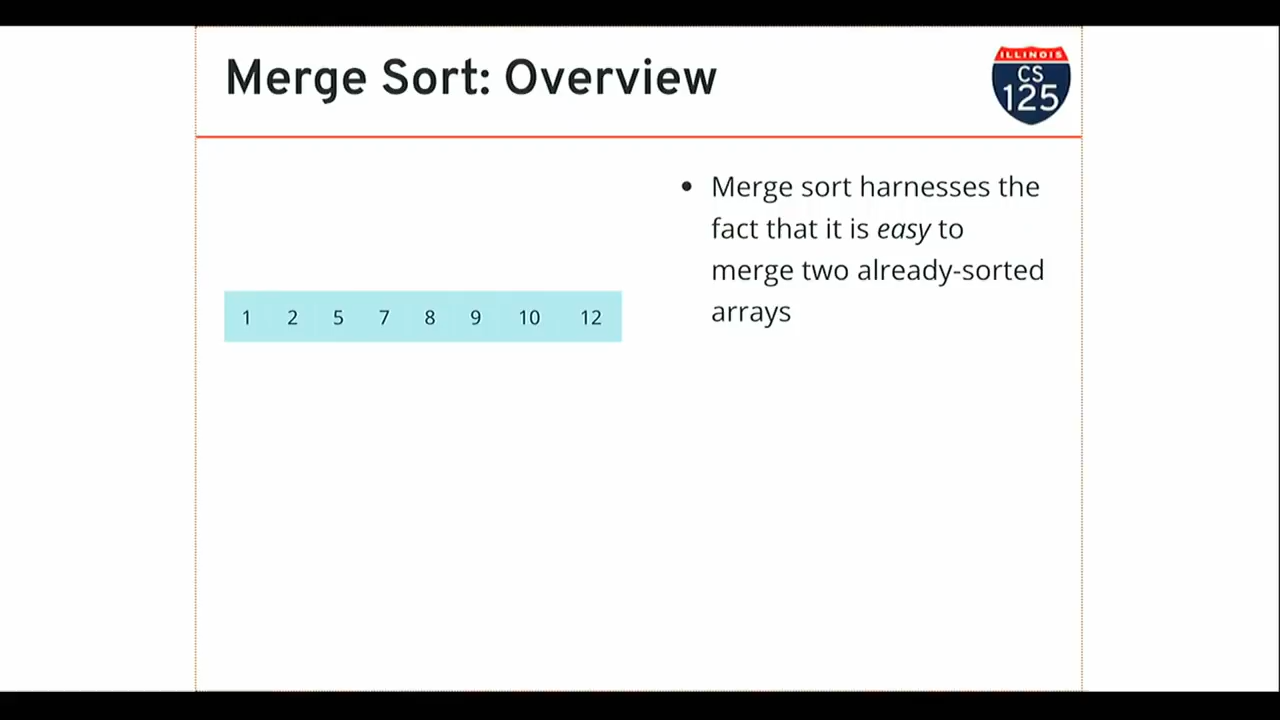 Merge Sort: Overview
ILLINOIS
CS
125
1 2 5 7 8 9 10 12
• Merge sort harnesses the
fact that it is easy to
merge two already-sorted
arrays